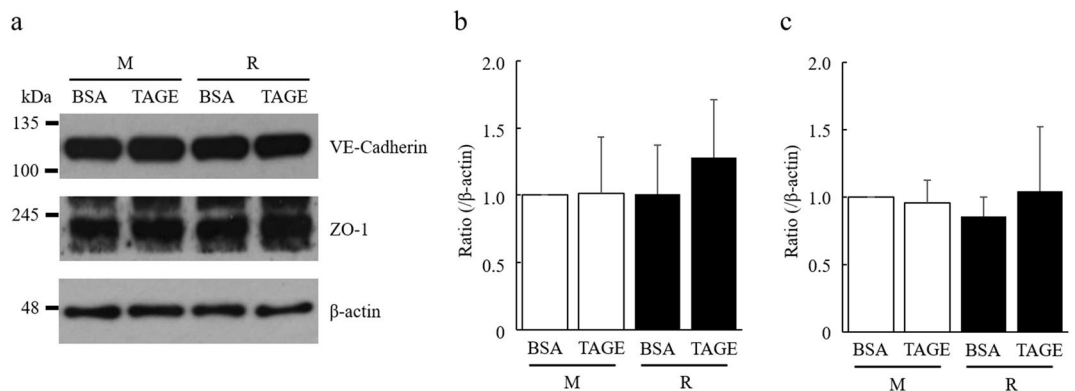 a
M R
kDa BSA TAGE BSA TAGE
135
VE-Cadherin
100
245
ZO-1
48
β-actin
b
2.0
1.5
1.0
0.5
0
Ratio (/β-actin)
BSA TAGE BSA TAGE
M R
c
2.0
1.5
1.0
0.5
0
Ratio (/β-actin)
BSA TAGE BSA TAGE
M R